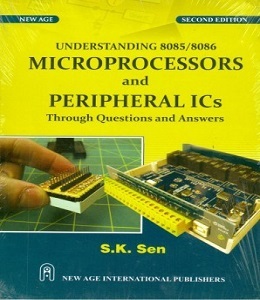 NEW AGE
SECOND EDITION
UNDERSTANDING 8085/8086
MICROPROCESSORS
and
PERIPHERAL ICs
Through Questions and Answers
S.K. Sen
NEW AGE INTERNATIONAL PUBLISHERS